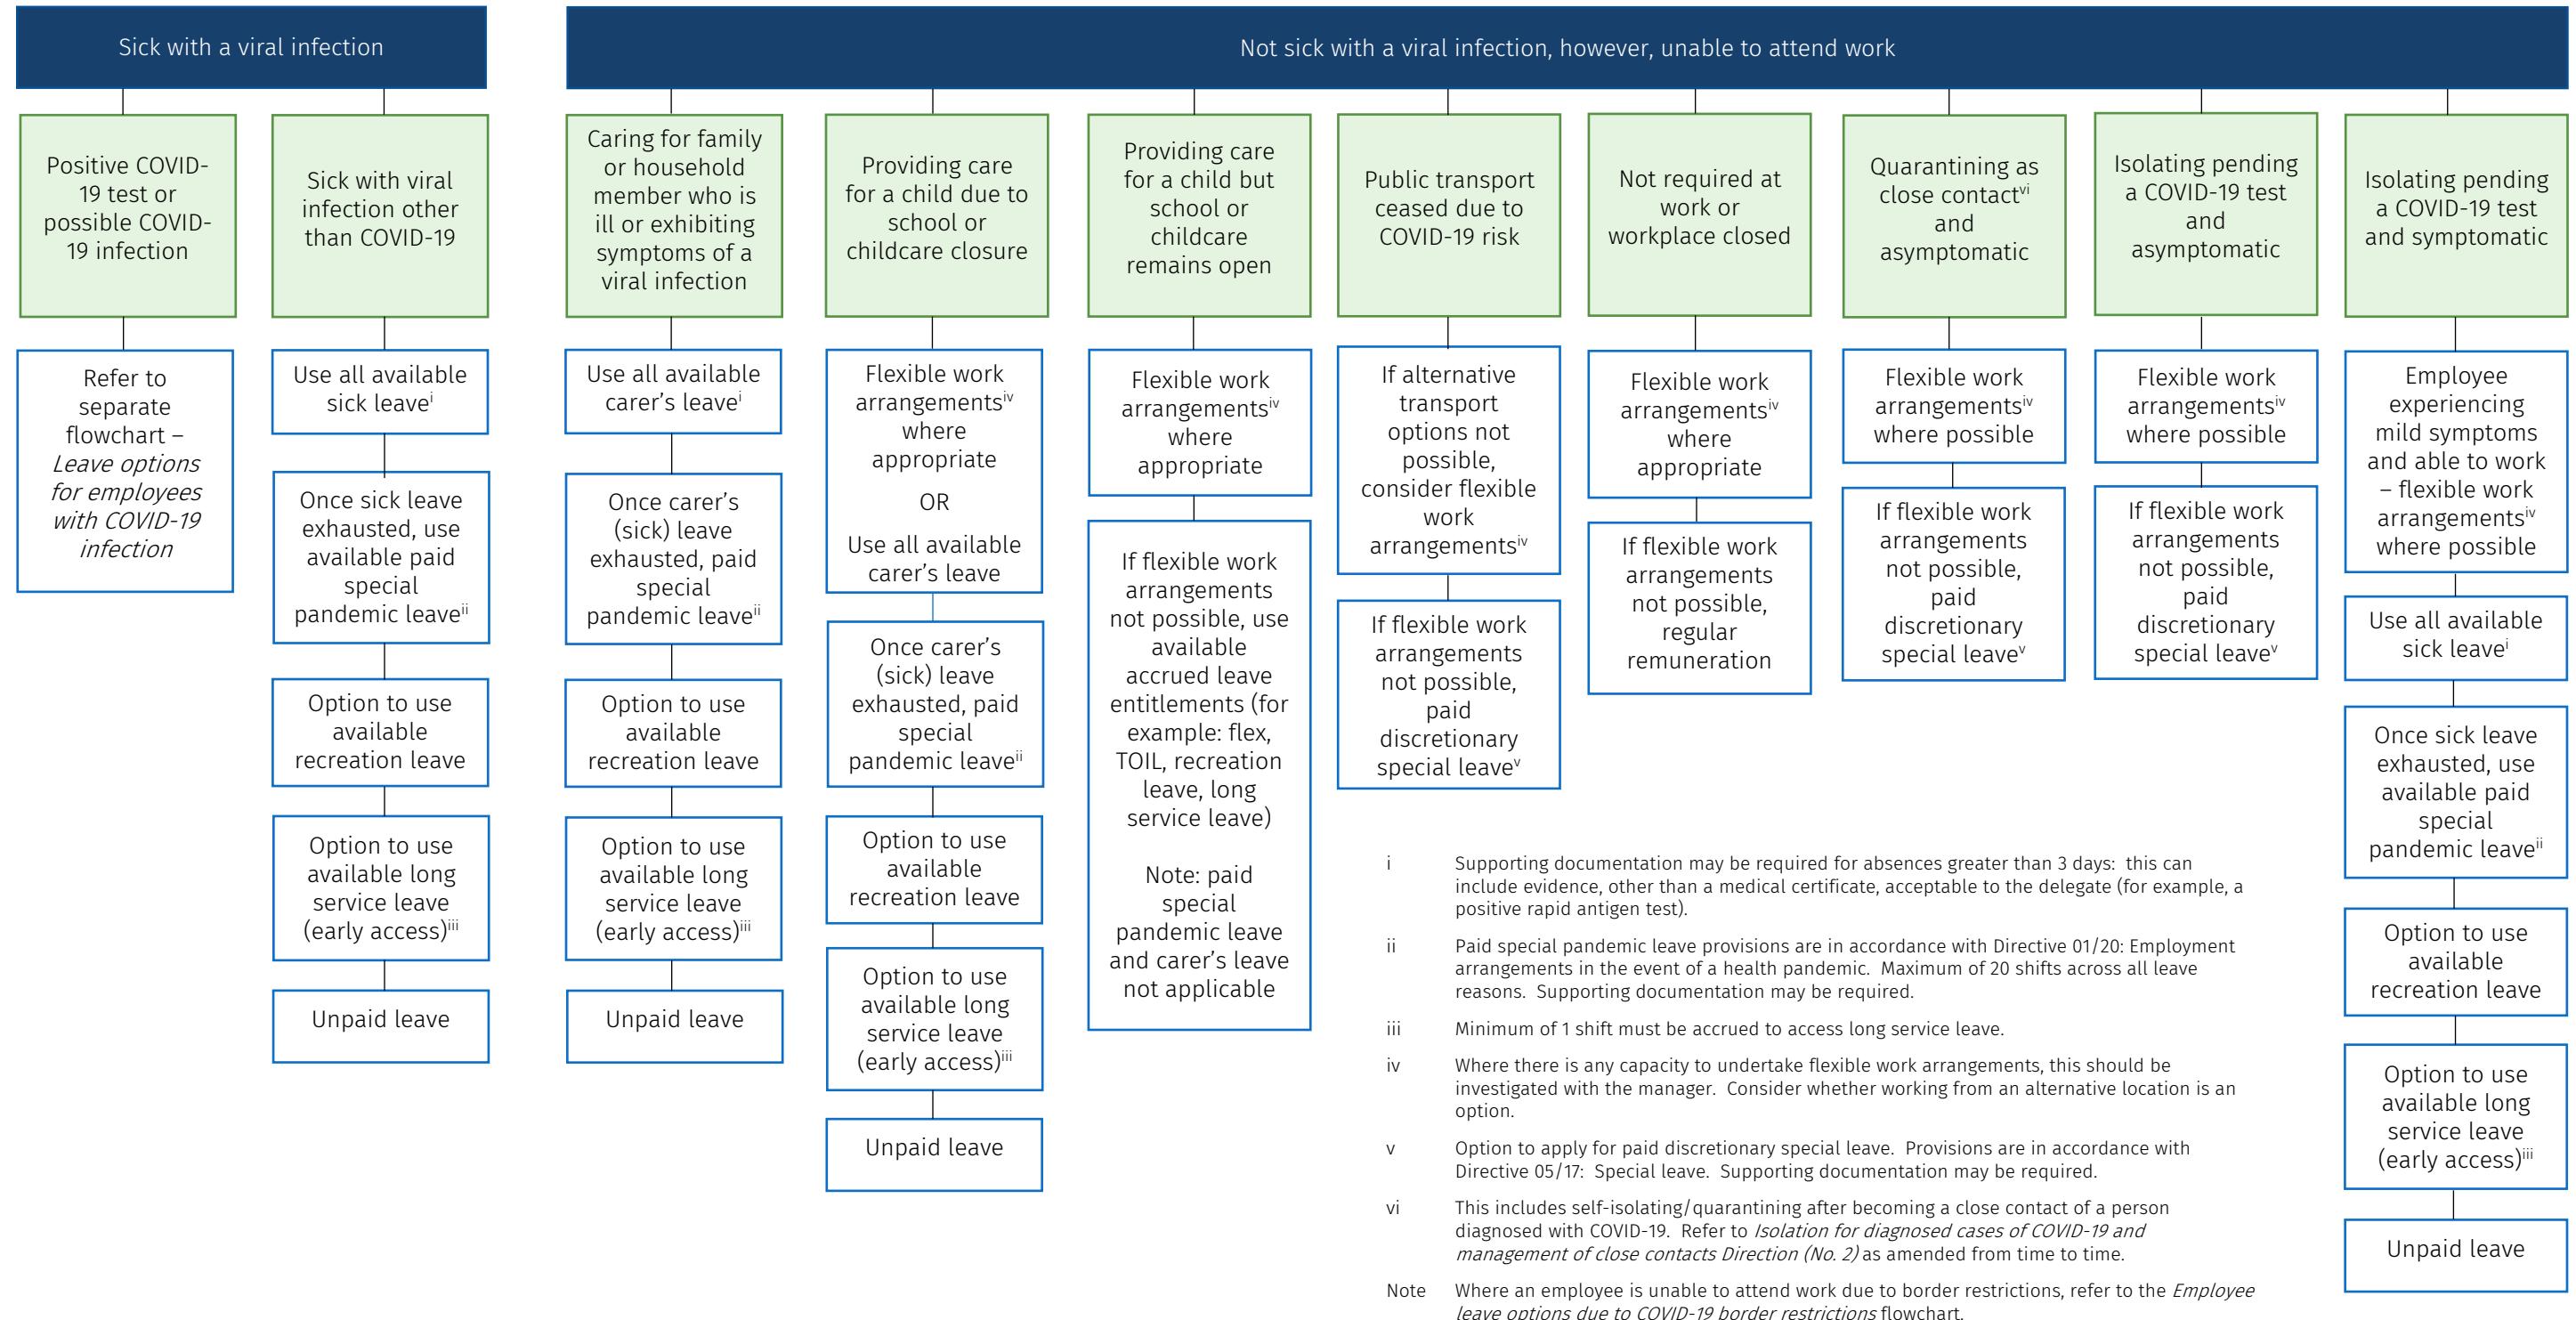 Sick with a viral infection
Positive COVID-
19 test or
possible COVID-
19 infection
Refer to
separate
flowchart –
Leave options
for employees
with COVID-19
infection
Sick with viral
infection other
than COVID-19
Use all available
sick leaveⁱ
Once sick leave
exhausted, use
available paid
special
pandemic leaveⁱⁱ
Option to use
available
recreation leave
Option to use
available long
service leave
(early access)ⁱⁱⁱ
Unpaid leave
Not sick with a viral infection, however, unable to attend work
Caring for family
or household
member who is
ill or exhibiting
symptoms of a
viral infection
Use all available
carer’s leaveⁱ
Once carer’s
(sick) leave
exhausted, paid
special
pandemic leaveⁱⁱ
Option to use
available
recreation leave
Option to use
available long
service leave
(early access)ⁱⁱⁱ
Unpaid leave
Providing care
for a child due to
school or
childcare closure
Flexible work
arrangementsⁱᵛ
where
appropriate
OR
Use all available
carer’s leave
Once carer’s
(sick) leave
exhausted, paid
special
pandemic leaveⁱⁱ
Option to use
available
recreation leave
Option to use
available long
service leave
(early access)ⁱⁱⁱ
Unpaid leave
Providing care
for a child but
school or
childcare
remains open
Flexible work
arrangementsⁱᵛ
where
appropriate
If flexible work
arrangements
not possible, use
available
accrued leave
entitlements (for
example: flex,
TOIL, recreation
leave, long
service leave)
Note: paid
special
pandemic leave
and carer’s leave
not applicable
Public transport
ceased due to
COVID-19 risk
If alternative
transport
options not
possible,
consider flexible
work
arrangementsⁱᵛ
If flexible work
arrangements
not possible,
paid
discretionary
special leaveᵛ
Not required at
work or
workplace closed
Flexible work
arrangementsⁱᵛ
where
appropriate
If flexible work
arrangements
not possible,
regular
remuneration
Quarantining as
close contactᵛⁱ
and
asymptomatic
Flexible work
arrangementsⁱᵛ
where possible
If flexible work
arrangements
not possible,
paid
discretionary
special leaveᵛ
Isolating pending
a COVID-19 test
and
asymptomatic
Flexible work
arrangementsⁱᵛ
where possible
If flexible work
arrangements
not possible,
paid
discretionary
special leaveᵛ
Isolating pending
a COVID-19 test
and symptomatic
Employee
experiencing
mild symptoms
and able to work
– flexible work
arrangementsⁱᵛ
where possible
Use all available
sick leaveⁱ
Once sick leave
exhausted, use
available paid
special
pandemic leaveⁱⁱ
Option to use
available
recreation leave
Option to use
available long
service leave
(early access)ⁱⁱⁱ
Unpaid leave
i Supporting documentation may be required for absences greater than 3 days: this can
include evidence, other than a medical certificate, acceptable to the delegate (for example, a
positive rapid antigen test).
ii Paid special pandemic leave provisions are in accordance with Directive 01/20: Employment
arrangements in the event of a health pandemic. Maximum of 20 shifts across all leave
reasons. Supporting documentation may be required.
iii Minimum of 1 shift must be accrued to access long service leave.
iv Where there is any capacity to undertake flexible work arrangements, this should be
investigated with the manager. Consider whether working from an alternative location is an
option.
v Option to apply for paid discretionary special leave. Provisions are in accordance with
Directive 05/17: Special leave. Supporting documentation may be required.
vi This includes self-isolating/quarantining after becoming a close contact of a person
diagnosed with COVID-19. Refer to Isolation for diagnosed cases of COVID-19 and
management of close contacts Direction (No. 2) as amended from time to time.
Note Where an employee is unable to attend work due to border restrictions, refer to the Employee
leave options due to COVID-19 border restrictions flowchart.